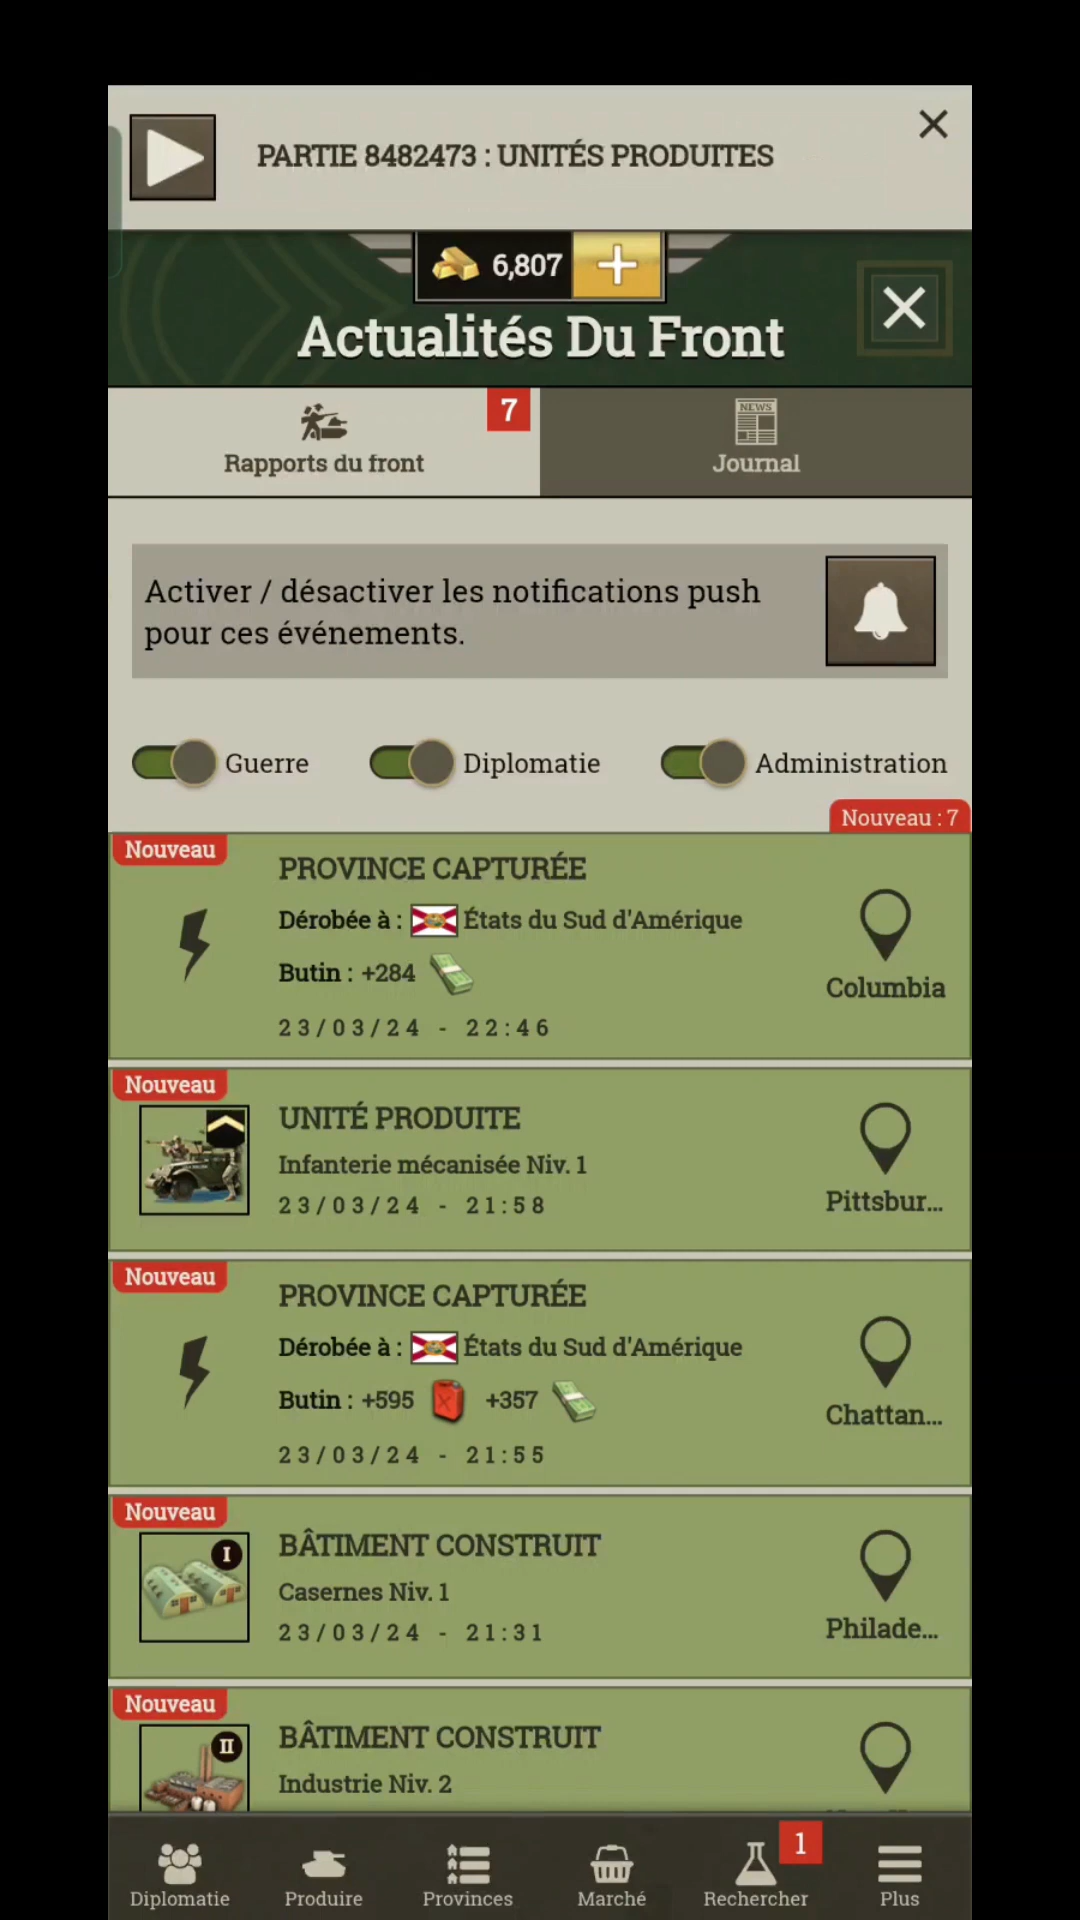 PARTIE 8482473 : UNITÉS PRODUITES
6,807
Actualités Du Front
7
NEWS
Rapports du front
Journal
Activer / désactiver les notifications push
pour ces événements.
Guerre
Diplomatie
Administration
Nouveau : 7
Nouveau
PROVINCE CAPTURÉE
Dérobée à : États du Sud d'Amérique
Butin : +284
23/03/24 - 22:46
Columbia
Nouveau
UNITÉ PRODUITE
Infanterie mécanisée Niv. 1
23/03/24 - 21:58
Pittsbur...
Nouveau
PROVINCE CAPTURÉE
Dérobée à : États du Sud d'Amérique
Butin : +595 +357
23/03/24 - 21:55
Chattan...
Nouveau
I
BÂTIMENT CONSTRUIT
Casernes Niv. 1
23/03/24 - 21:31
Philade...
Nouveau
II
BÂTIMENT CONSTRUIT
Industrie Niv. 2
1
Diplomatie
Produire
Provinces
Marché
Rechercher
Plus